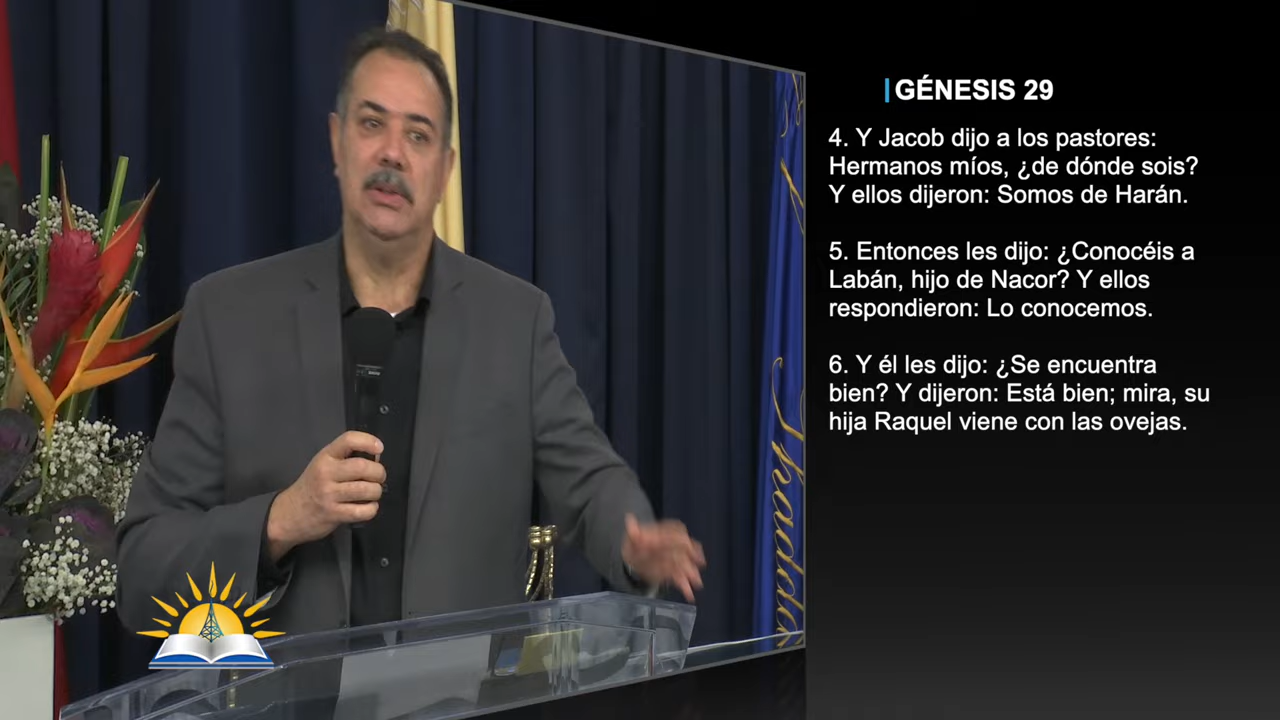 GÉNESIS 29
4. Y Jacob dijo a los pastores:
Hermanos míos, ¿de dónde sois?
Y ellos dijeron: Somos de Harán.
5. Entonces les dijo: ¿Conocéis a
Labán, hijo de Nacor? Y ellos
respondieron: Lo conocemos.
6. Y él les dijo: ¿Se encuentra
bien? Y dijeron: Está bien; mira, su
hija Raquel viene con las ovejas.